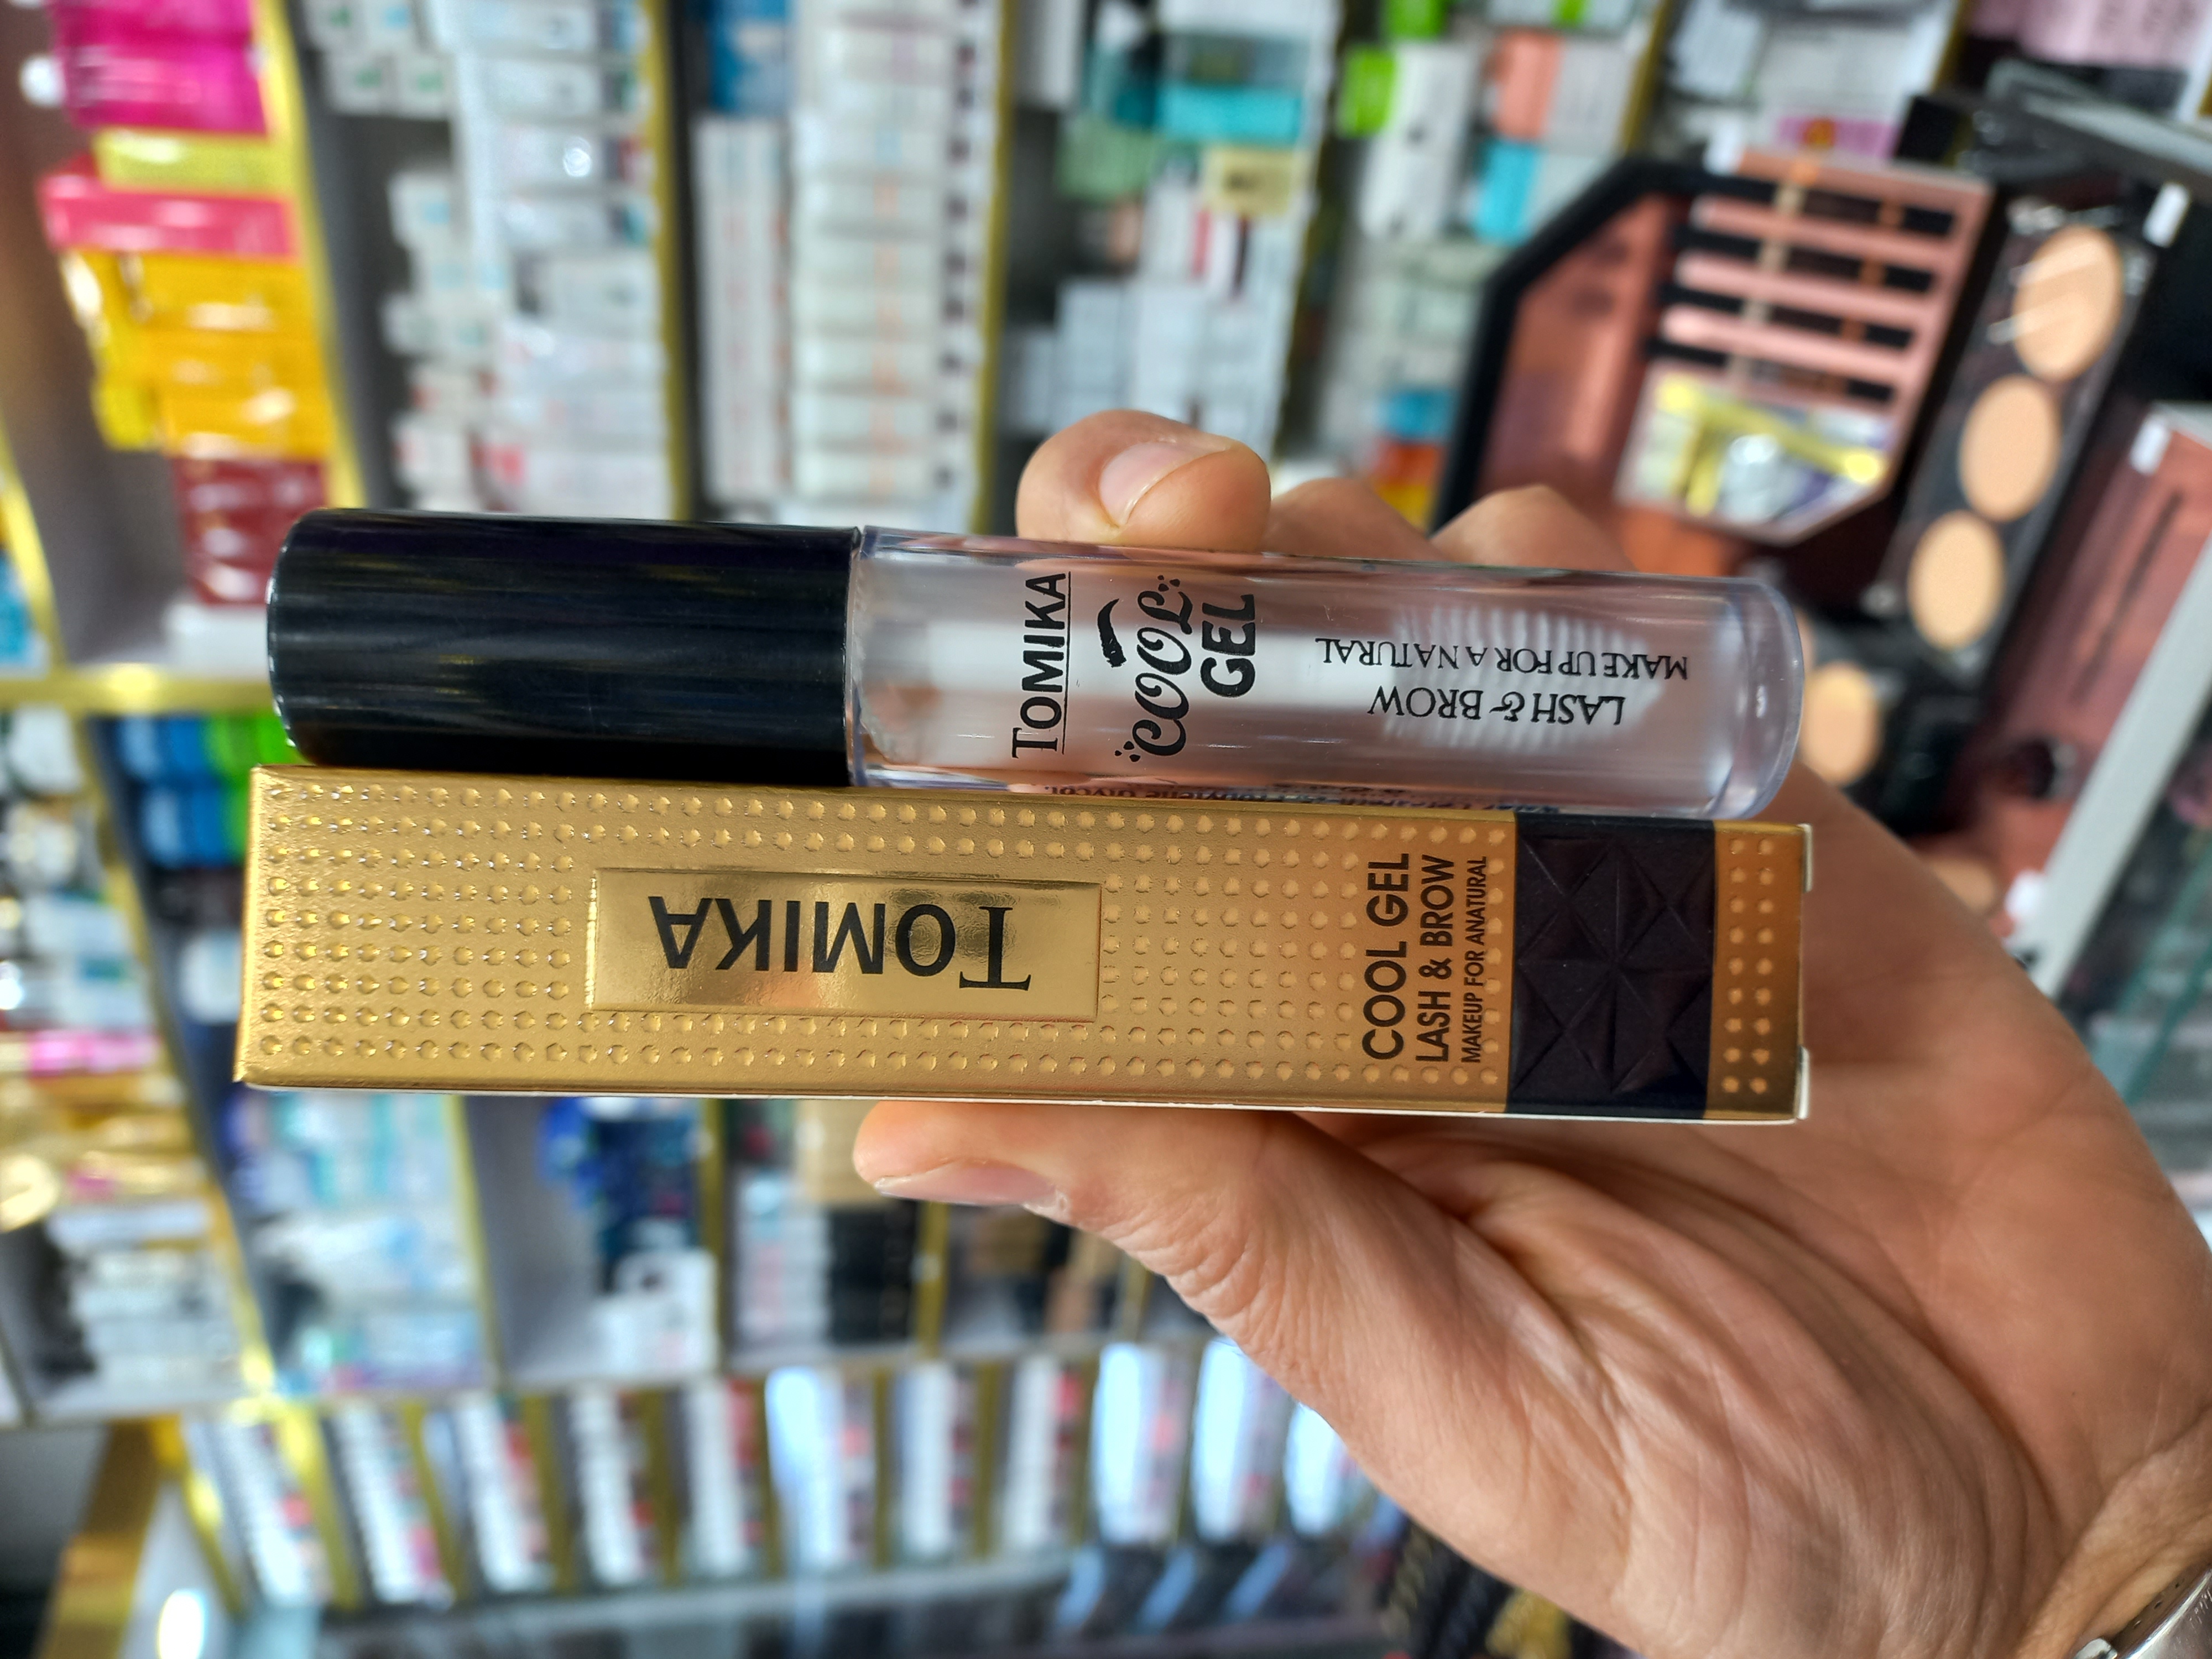 TOMIKA
COOL
GEL
LASH & BROW
MAKE UP FOR A NATURAL
TOMIKA
COOL GEL
LASH & BROW
MAKEUP FOR ANATURAL